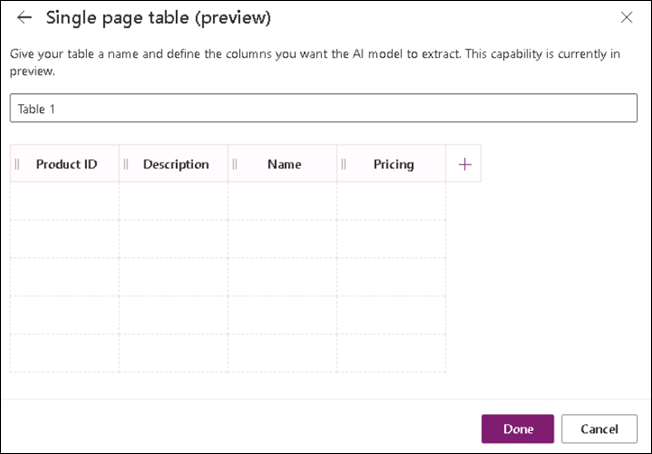 Single page table (preview)
Give your table a name and define the columns you want the AI model to extract. This capability is currently in
preview.
Table 1
Product ID Description Name Pricing +
Done Cancel